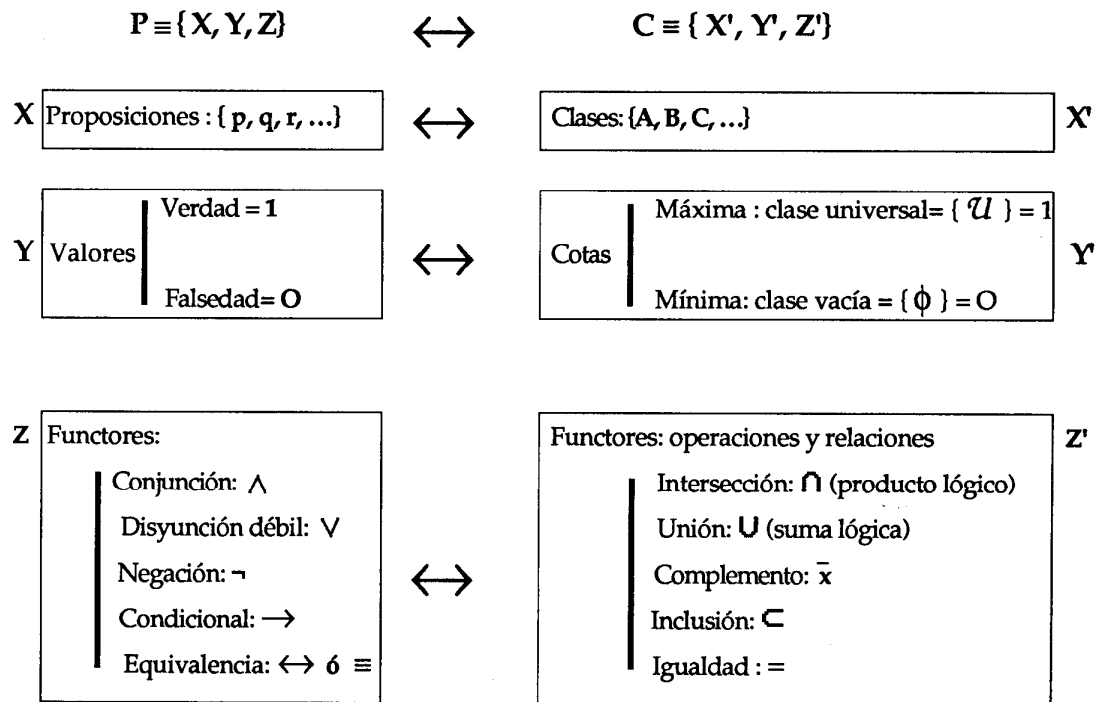 P ≡ { X, Y, Z } ⟷ C ≡ { X', Y', Z' }
X Proposiciones : { p, q, r, ...} ⟷ Clases: {A, B, C, ...} X'
Verdad = 1
Máxima : clase universal= { 𝒰 } = 1
Y Valores ⟷ Cotas Y'
Falsedad= O
Mínima: clase vacía = { ϕ } = O
Z Functores:
Conjunción: ∧
Disyunción débil: ∨
Negación: ¬
Condicional: →
Equivalencia: ↔ ó ≡
⟷
Functores: operaciones y relaciones Z'
Intersección: ∩ (producto lógico)
Unión: ∪ (suma lógica)
Complemento: x̄
Inclusión: ⊂
Igualdad : =